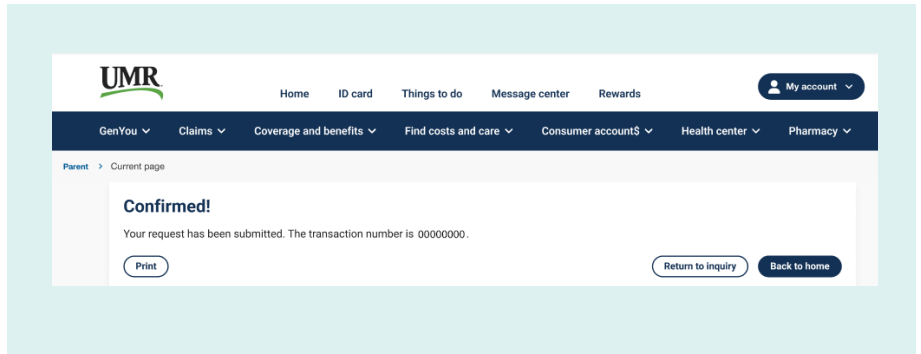 UMR
Home ID card Things to do Message center Rewards My account
GenYou Claims Coverage and benefits Find costs and care Consumer account$ Health center Pharmacy
Parent > Current page
Confirmed!
Your request has been submitted. The transaction number is 00000000.
Print Return to inquiry Back to home